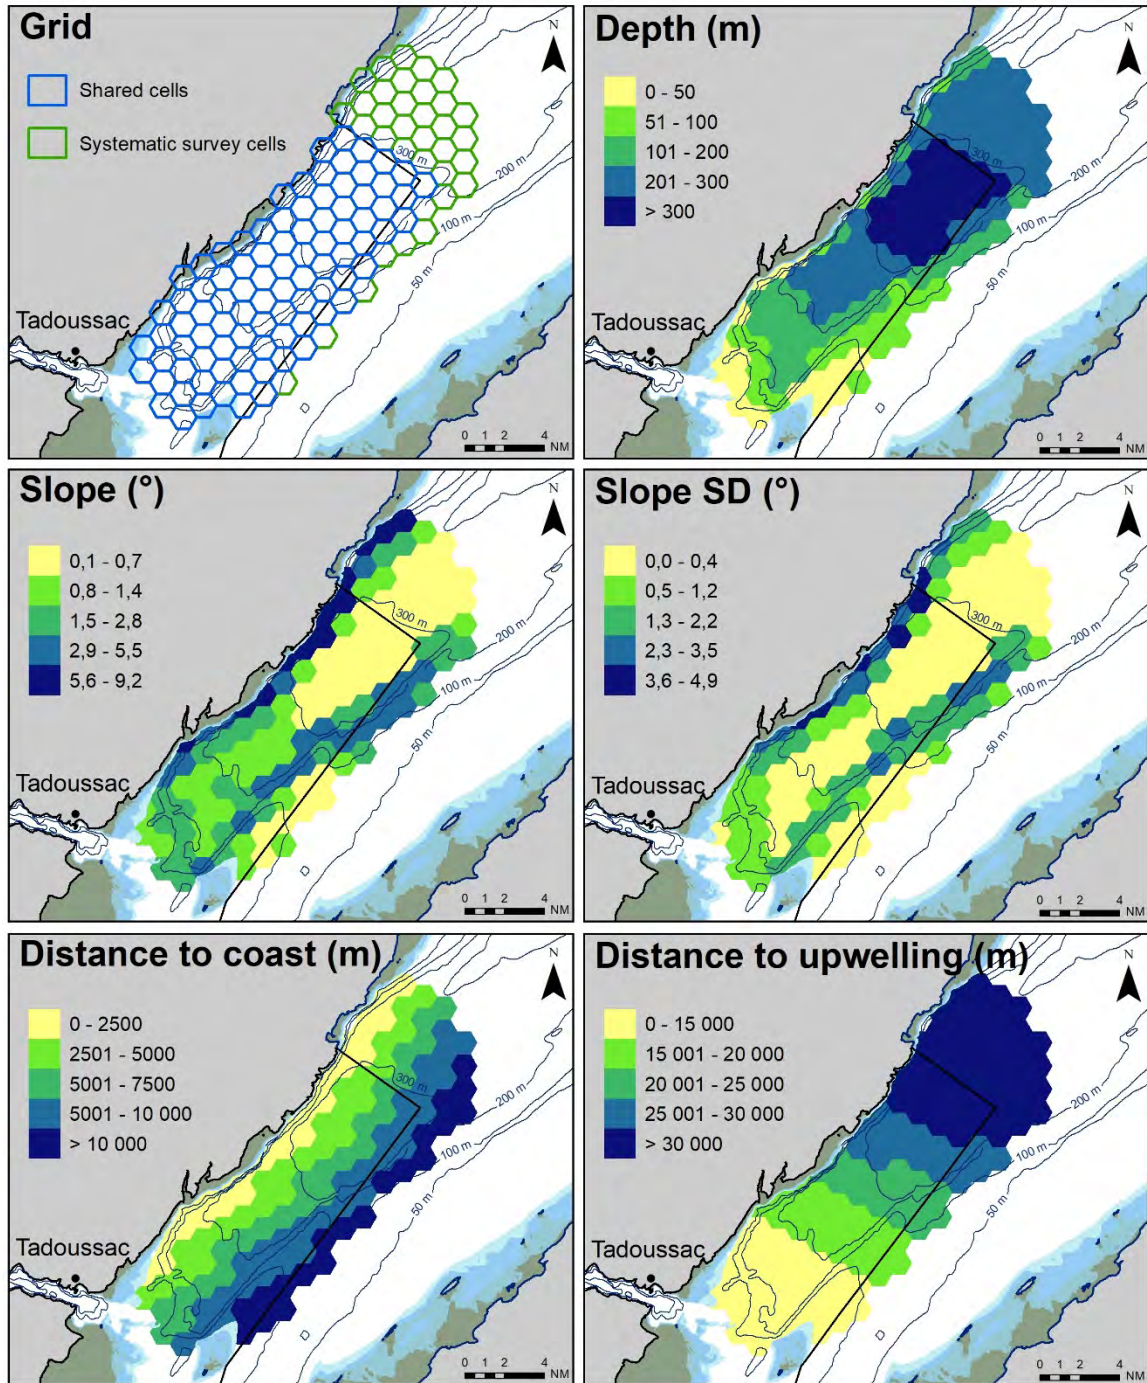 Grid
N
Shared cells
Systematic survey cells
300 m
200 m
100 m
50 m
Tadoussac
0 1 2 4
NM
Depth (m)
N
0 - 50
51 - 100
101 - 200
201 - 300
> 300
300 m
200 m
100 m
50 m
Tadoussac
0 1 2 4
NM
Slope (°)
N
0,1 - 0,7
0,8 - 1,4
1,5 - 2,8
2,9 - 5,5
5,6 - 9,2
300 m
200 m
100 m
50 m
Tadoussac
0 1 2 4
NM
Slope SD (°)
N
0,0 - 0,4
0,5 - 1,2
1,3 - 2,2
2,3 - 3,5
3,6 - 4,9
300 m
200 m
100 m
50 m
Tadoussac
0 1 2 4
NM
Distance to coast (m)
N
0 - 2500
2501 - 5000
5001 - 7500
5001 - 10 000
> 10 000
300 m
200 m
100 m
50 m
Tadoussac
0 1 2 4
NM
Distance to upwelling (m)
N
0 - 15 000
15 001 - 20 000
20 001 - 25 000
25 001 - 30 000
> 30 000
200 m
100 m
50 m
Tadoussac
0 1 2 4
NM